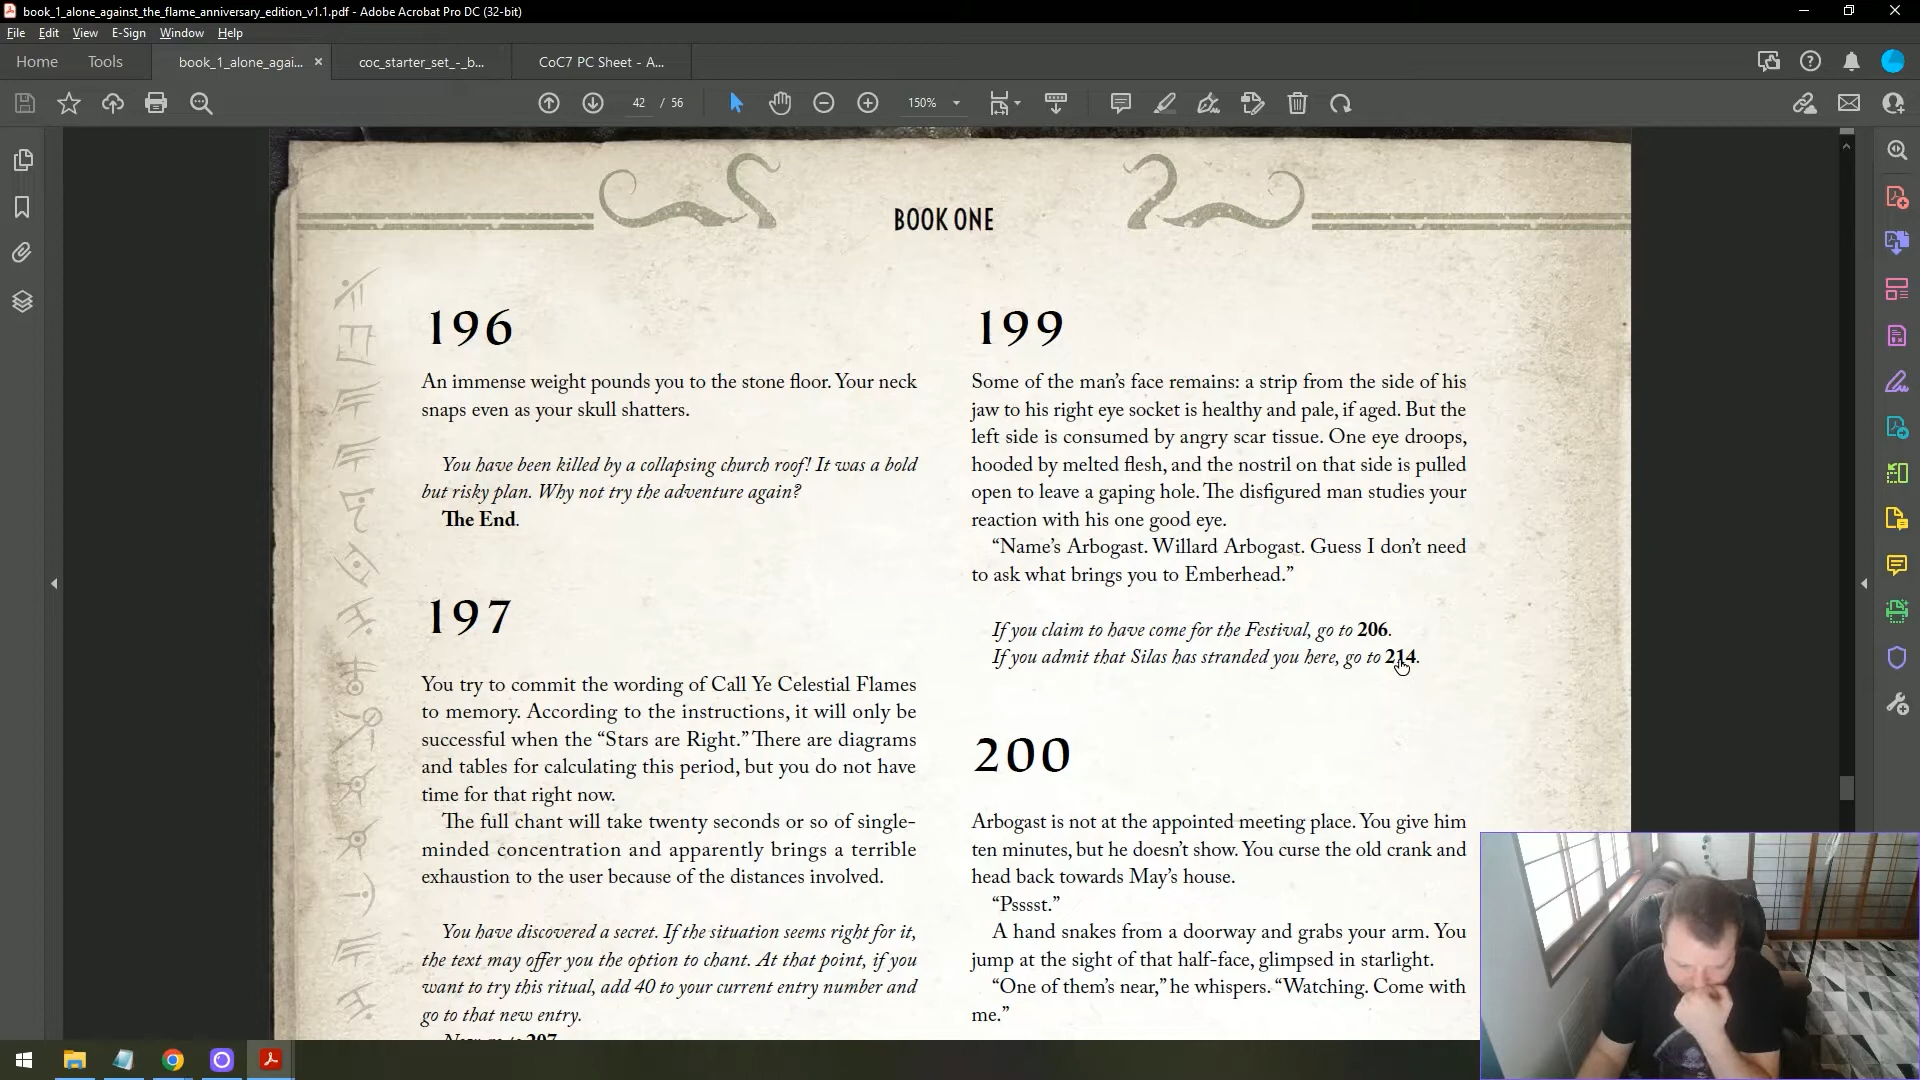 book_1_alone_against_the_flame_anniversary_edition_v1.1.pdf - Adobe Acrobat Pro DC (32-bit)
File Edit View E-Sign Window Help
Home Tools book_1_alone_agai... coc_starter_set_-_b... CoC7 PC Sheet - A...
42 / 56 150%
BOOK ONE
196
An immense weight pounds you to the stone floor. Your neck
snaps even as your skull shatters.
You have been killed by a collapsing church roof! It was a bold
but risky plan. Why not try the adventure again?
The End.
197
You try to commit the wording of Call Ye Celestial Flames
to memory. According to the instructions, it will only be
successful when the “Stars are Right.” There are diagrams
and tables for calculating this period, but you do not have
time for that right now.
The full chant will take twenty seconds or so of single-
minded concentration and apparently brings a terrible
exhaustion to the user because of the distances involved.
You have discovered a secret. If the situation seems right for it,
the text may offer you the option to chant. At that point, if you
want to try this ritual, add 40 to your current entry number and
go to that new entry.
Now go to 207
199
Some of the man’s face remains: a strip from the side of his
jaw to his right eye socket is healthy and pale, if aged. But the
left side is consumed by angry scar tissue. One eye droops,
hooded by melted flesh, and the nostril on that side is pulled
open to leave a gaping hole. The disfigured man studies your
reaction with his one good eye.
“Name’s Arbogast. Willard Arbogast. Guess I don’t need
to ask what brings you to Emberhead.”
If you claim to have come for the Festival, go to 206.
If you admit that Silas has stranded you here, go to 214.
200
Arbogast is not at the appointed meeting place. You give him
ten minutes, but he doesn’t show. You curse the old crank and
head back towards May’s house.
“Psssst.”
A hand snakes from a doorway and grabs your arm. You
jump at the sight of that half-face, glimpsed in starlight.
“One of them’s near,” he whispers. “Watching. Come with
me.”